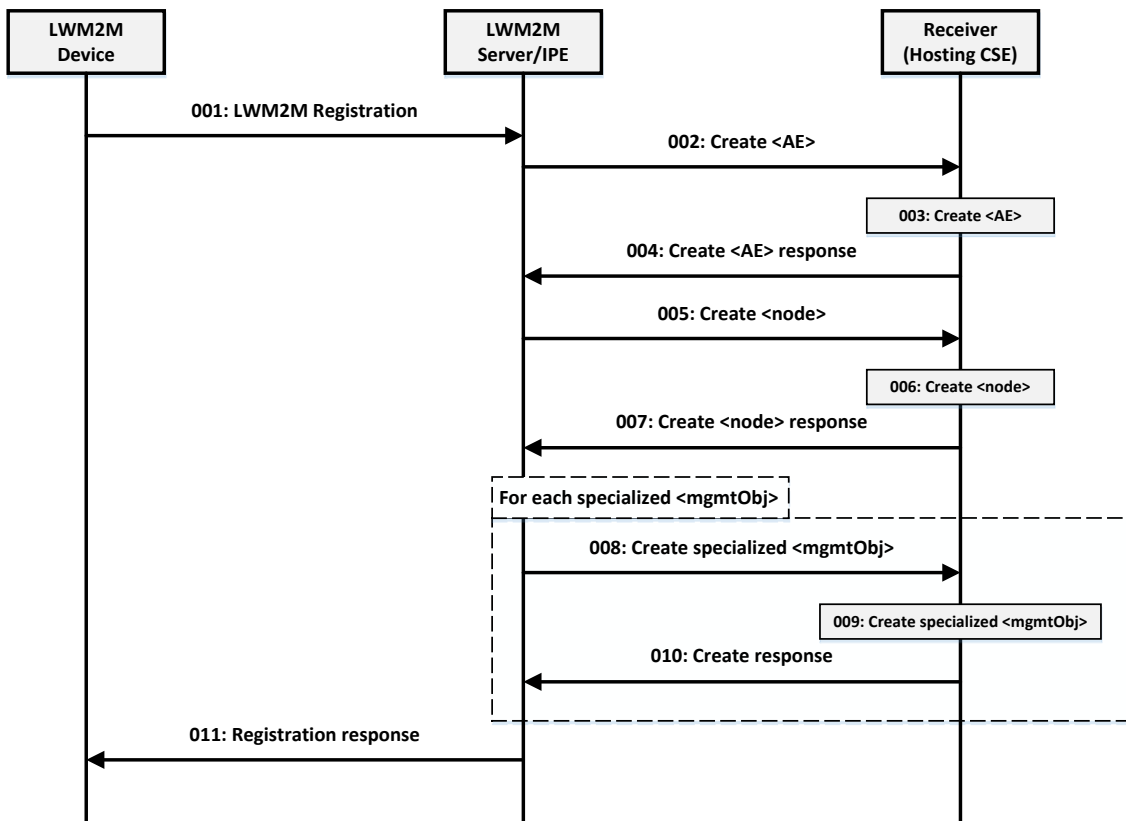 LWM2M
Device
LWM2M
Server/IPE
Receiver
(Hosting CSE)
001: LWM2M Registration
002: Create <AE>
003: Create <AE>
004: Create <AE> response
005: Create <node>
006: Create <node>
007: Create <node> response
For each specialized <mgmtObj>
008: Create specialized <mgmtObj>
009: Create specialized <mgmtObj>
010: Create response
011: Registration response